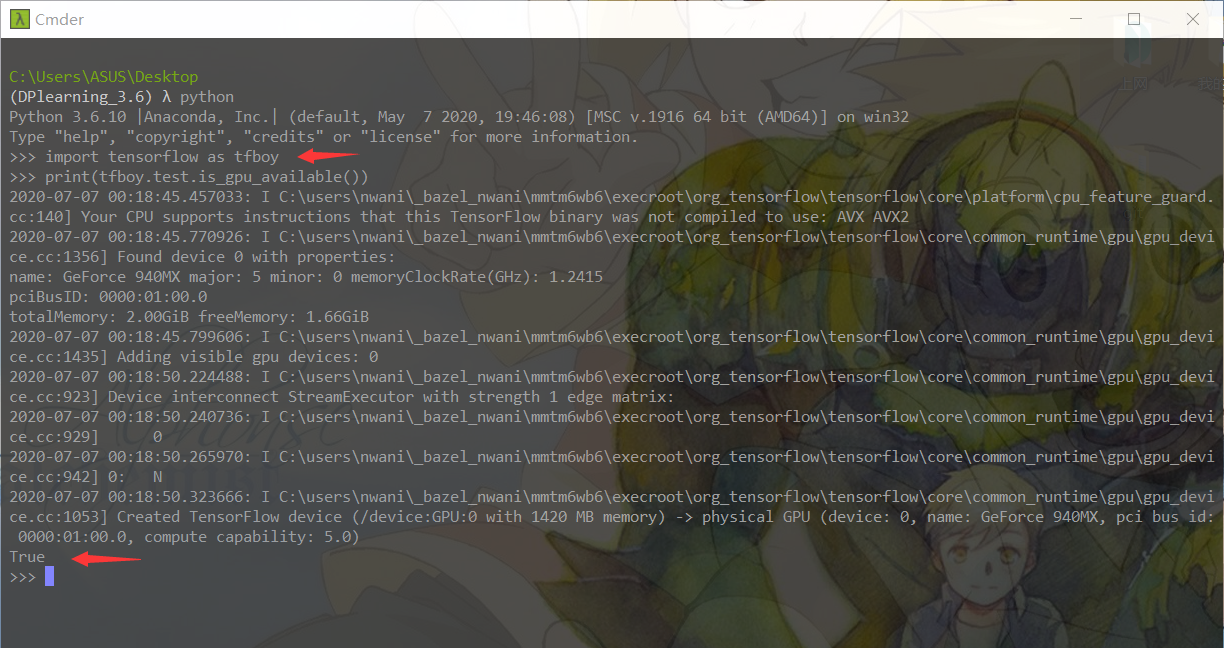 Cmder
C:\Users\ASUS\Desktop
(DPlearning_3.6) λ python
Python 3.6.10 |Anaconda, Inc.| (default, May  7 2020, 19:46:08) [MSC v.1916 64 bit (AMD64)] on win32
Type "help", "copyright", "credits" or "license" for more information.
>>> import tensorflow as tfboy
>>> print(tfboy.test.is_gpu_available())
2020-07-07 00:18:45.457033: I C:\users\nwani\_bazel_nwani\mmtm6wb6\execroot\org_tensorflow\tensorflow\core\platform\cpu_feature_guard.
cc:140] Your CPU supports instructions that this TensorFlow binary was not compiled to use: AVX AVX2
2020-07-07 00:18:45.770926: I C:\users\nwani\_bazel_nwani\mmtm6wb6\execroot\org_tensorflow\tensorflow\core\common_runtime\gpu\gpu_devi
ce.cc:1356] Found device 0 with properties:
name: GeForce 940MX major: 5 minor: 0 memoryClockRate(GHz): 1.2415
pciBusID: 0000:01:00.0
totalMemory: 2.00GiB freeMemory: 1.66GiB
2020-07-07 00:18:45.799606: I C:\users\nwani\_bazel_nwani\mmtm6wb6\execroot\org_tensorflow\tensorflow\core\common_runtime\gpu\gpu_devi
ce.cc:1435] Adding visible gpu devices: 0
2020-07-07 00:18:50.224488: I C:\users\nwani\_bazel_nwani\mmtm6wb6\execroot\org_tensorflow\tensorflow\core\common_runtime\gpu\gpu_devi
ce.cc:923] Device interconnect StreamExecutor with strength 1 edge matrix:
2020-07-07 00:18:50.240736: I C:\users\nwani\_bazel_nwani\mmtm6wb6\execroot\org_tensorflow\tensorflow\core\common_runtime\gpu\gpu_devi
ce.cc:929]      0
2020-07-07 00:18:50.265970: I C:\users\nwani\_bazel_nwani\mmtm6wb6\execroot\org_tensorflow\tensorflow\core\common_runtime\gpu\gpu_devi
ce.cc:942] 0:   N
2020-07-07 00:18:50.323666: I C:\users\nwani\_bazel_nwani\mmtm6wb6\execroot\org_tensorflow\tensorflow\core\common_runtime\gpu\gpu_devi
ce.cc:1053] Created TensorFlow device (/device:GPU:0 with 1420 MB memory) -> physical GPU (device: 0, name: GeForce 940MX, pci bus id:
 0000:01:00.0, compute capability: 5.0)
True
>>>